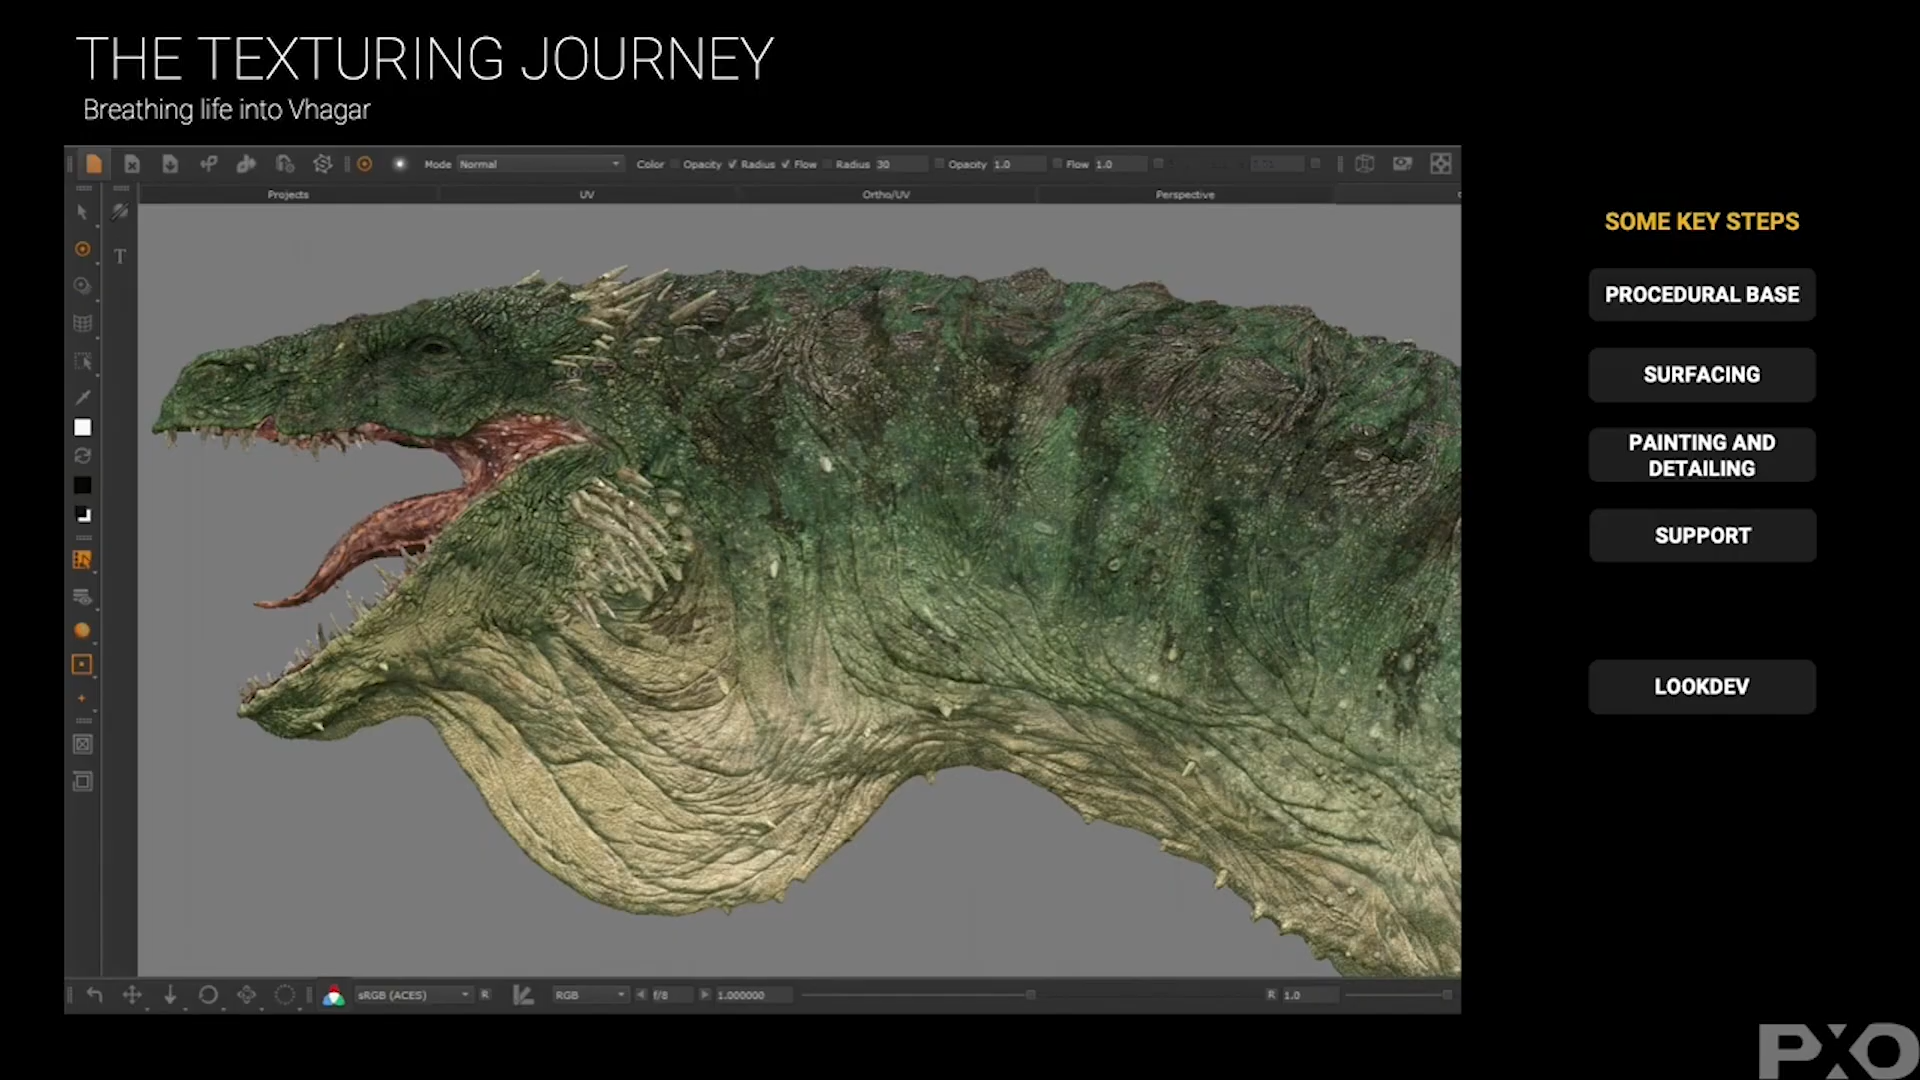 THE TEXTURING JOURNEY
Breathing life into Vhagar
Mode Normal Color Opacity Radius Flow Radius 30 Opacity 1.0 Flow 1.0
Projects UV Ortho/UV Perspective
T
SOME KEY STEPS
PROCEDURAL BASE
SURFACING
PAINTING AND
DETAILING
SUPPORT
LOOKDEV
sRGB (ACES) R RGB f/8 1.000000 R 1.0
PXO